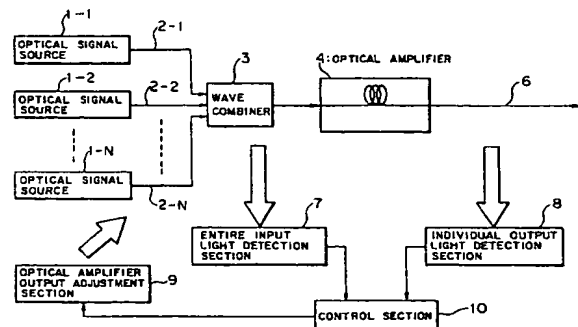 1-1
OPTICAL SIGNAL
SOURCE
2-1
1-2
OPTICAL SIGNAL
SOURCE
2-2
3
WAVE
COMBINER
4:OPTICAL AMPLIFIER
6
1-N
OPTICAL SIGNAL
SOURCE
2-N
7
ENTIRE INPUT
LIGHT DETECTION
SECTION
8
INDIVIDUAL OUTPUT
LIGHT DETECTION
SECTION
OPTICAL AMPLIFIER
OUTPUT ADJUSTMENT
SECTION
9
CONTROL SECTION
10